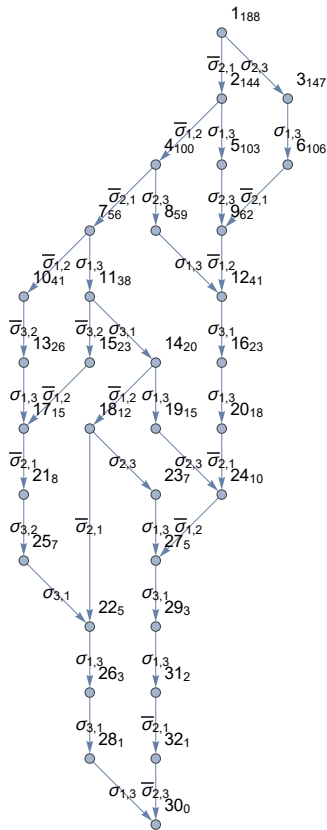 1₁₈₈
σ̅₂,₁ σ₂,₃
2₁₄₄ 3₁₄₇
σ̅₁,₂ σ₁,₃ σ₁,₃
4₁₀₀ 5₁₀₃ 6₁₀₆
σ̅₂,₁ σ₂,₃ σ₂,₃ σ̅₂,₁
7₅₆ 8₅₉ 9₆₂
σ̅₁,₂ σ₁,₃ σ₁,₃ σ̅₁,₂
10₄₁ 11₃₈ 12₄₁
σ̅₃,₂ σ̅₃,₂ σ₃,₁ σ₃,₁
13₂₆ 15₂₃ 14₂₀ 16₂₃
σ₁,₃ σ̅₁,₂ σ̅₁,₂ σ₁,₃ σ₁,₃
17₁₅ 18₁₂ 19₁₅ 20₁₈
σ̅₂,₁ σ₂,₃ σ₂,₃ σ̅₂,₁
21₈ 23₇ 24₁₀
σ₃,₂ σ̅₂,₁ σ₁,₃ σ̅₁,₂
25₇ 27₅
σ₃,₁ σ₃,₁
22₅ 29₃
σ₁,₃ σ₁,₃
26₃ 31₂
σ₃,₁ σ̅₂,₁
28₁ 32₁
σ₁,₃ σ̅₂,₃
30₀